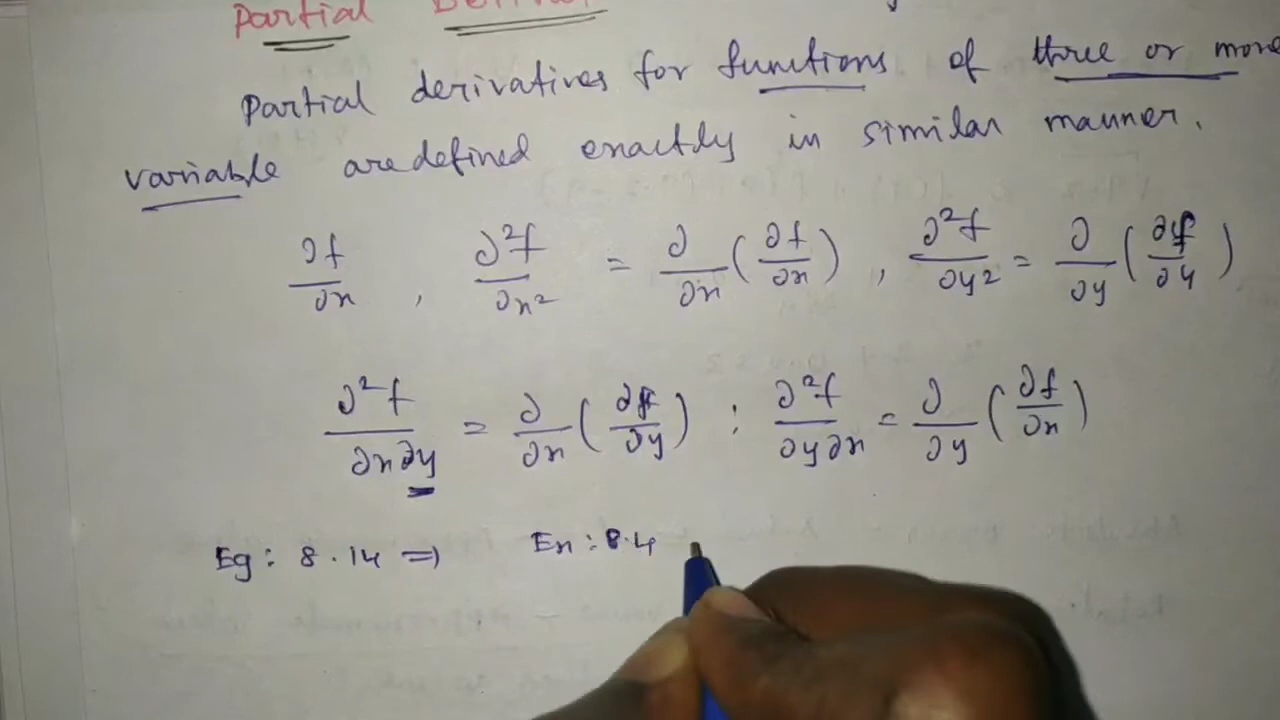 Partial
Partial derivatives for functions of three or more
variable are defined exactly in similar manner.
∂f/∂x , ∂²f/∂x² = ∂/∂x (∂f/∂x) , ∂²f/∂y² = ∂/∂y (∂f/∂y)
∂²f/∂x∂y = ∂/∂x (∂f/∂y) ; ∂²f/∂y∂x = ∂/∂y (∂f/∂x)
Eg : 8.14 ⇒ Ex : 8.4